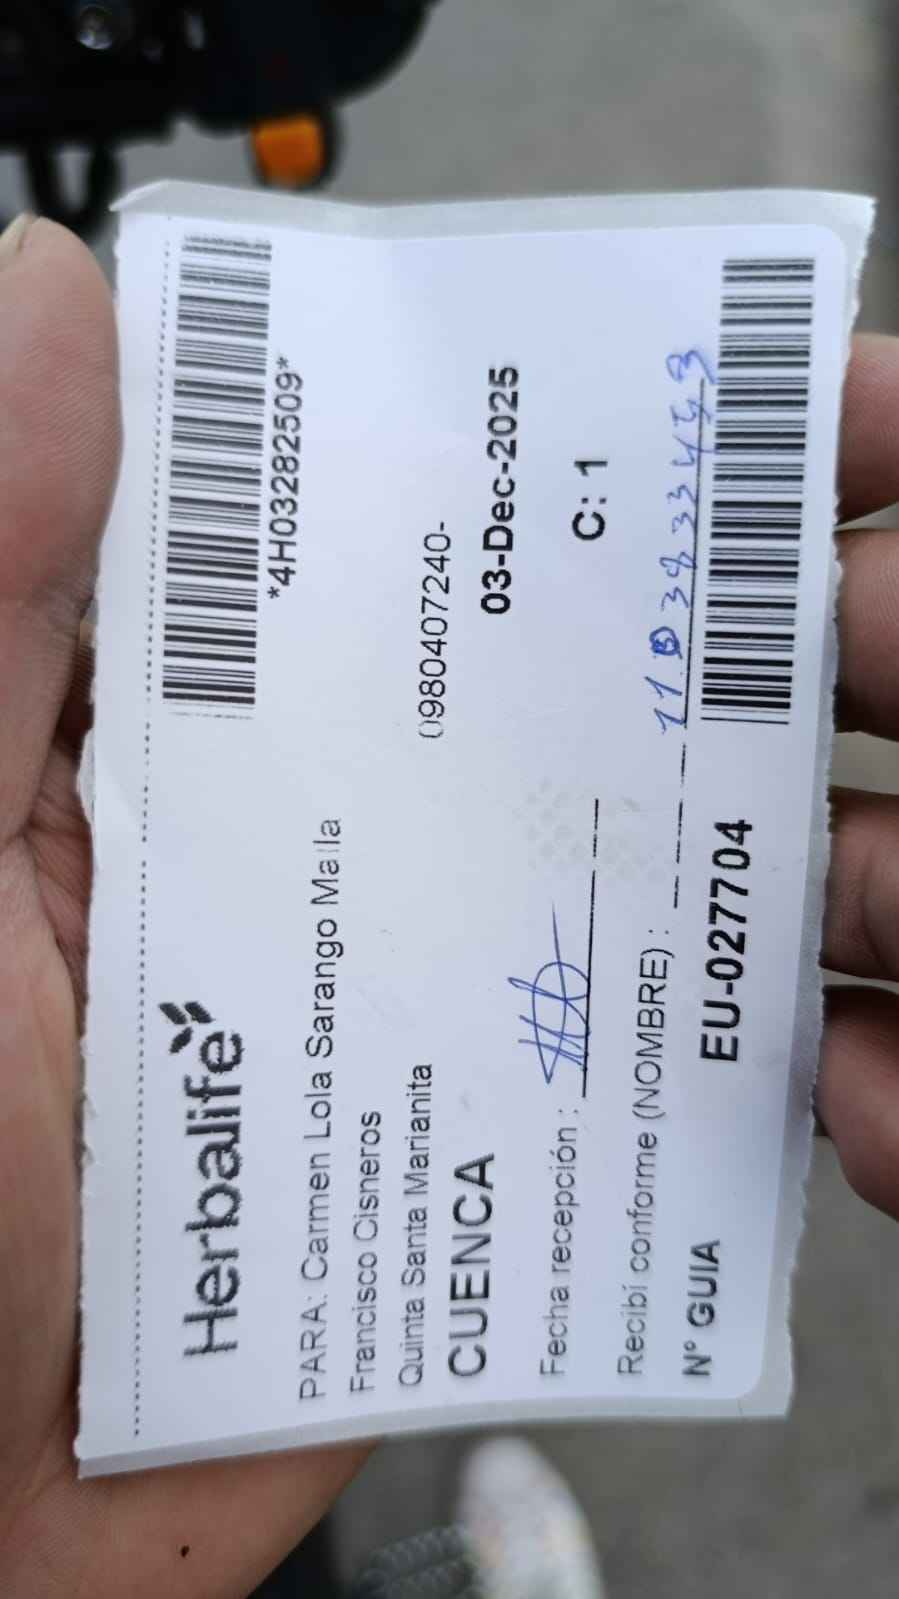 *4H03282509*
Herbalife
PARA: Carmen Lola Sarango Malla
Francisco Cisneros
0980407240-
Quinta Santa Marianita
CUENCA
03-Dec-2025
Fecha recepción :
C: 1
Recibí conforme (NOMBRE) :
N° GUIA
EU-027704